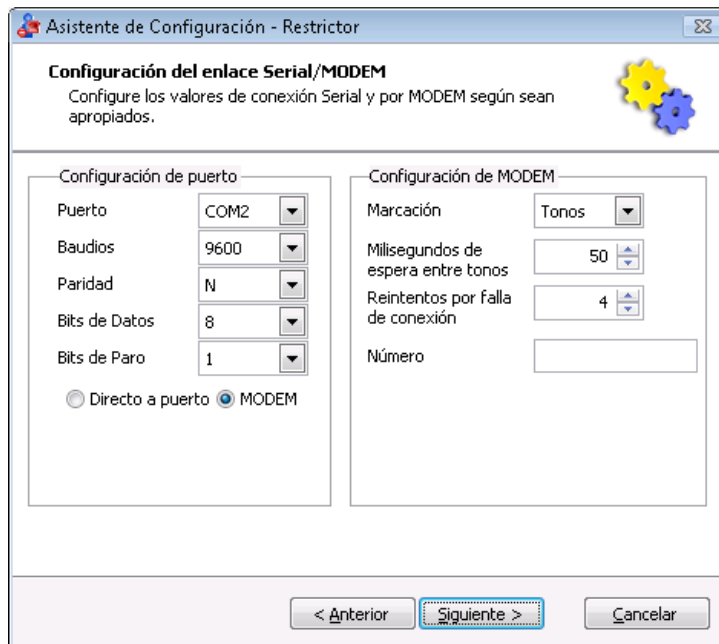 Asistente de Configuración - Restrictor
Configuración del enlace Serial/MODEM
Configure los valores de conexión Serial y por MODEM según sean
apropiados.
Configuración de puerto
Puerto COM2
Baudios 9600
Paridad N
Bits de Datos 8
Bits de Paro 1
Directo a puerto MODEM
Configuración de MODEM
Marcación Tonos
Milisegundos de
espera entre tonos 50
Reintentos por falla
de conexión 4
Número
< Anterior Siguiente > Cancelar